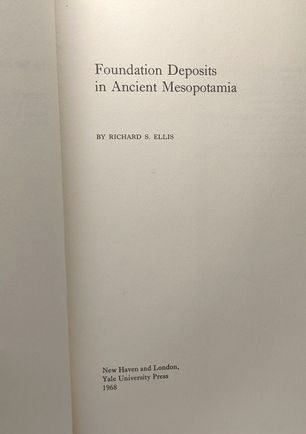 Foundation Deposits
in Ancient Mesopotamia
BY RICHARD S. ELLIS
New Haven and London,
Yale University Press
1968